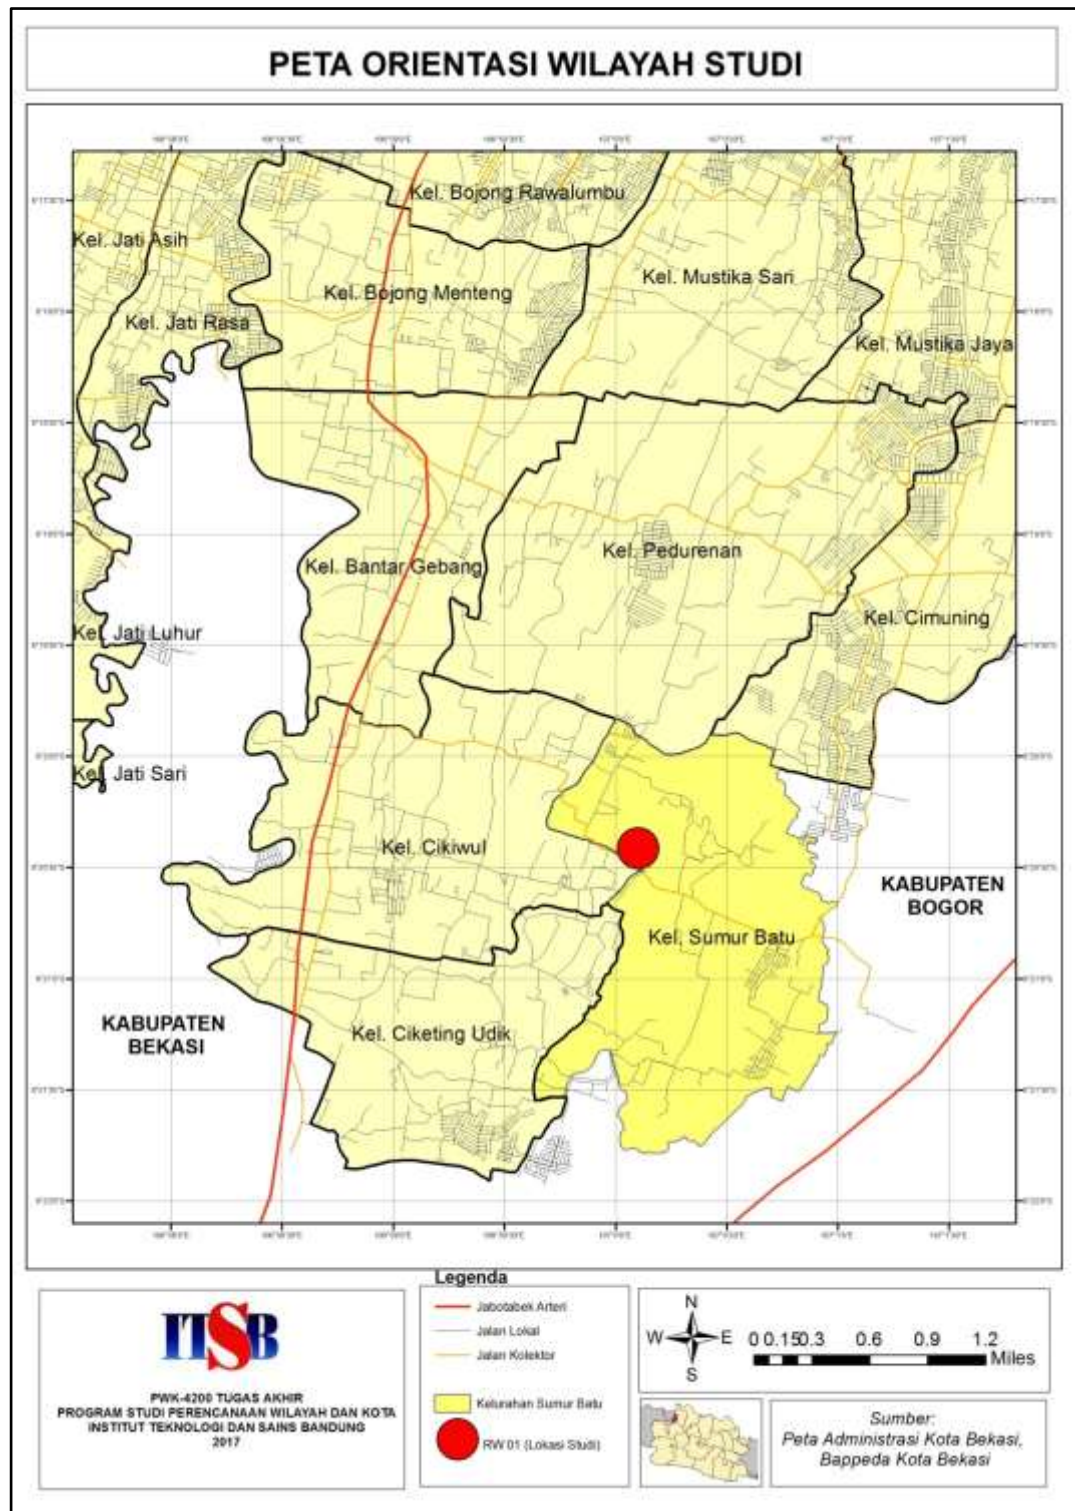 PETA ORIENTASI WILAYAH STUDI
Kel. Bojong Rawalumbu
Kel. Jati Asih
Kel. Mustika Sari
Kel. Bojong Menteng
Kel. Jati Rasa
Kel. Mustika Jaya
Kel. Pedurenan
Kel. Bantar Gebang
Kel. Cimuning
Kel. Jati Luhur
Kel. Jati Sari
Kel. Cikiwul
KABUPATEN
BOGOR
Kel. Sumur Batu
KABUPATEN
BEKASI
Kel. Ciketing Udik
ITSB
PWK-4200 TUGAS AKHIR
PROGRAM STUDI PERENCANAAN WILAYAH DAN KOTA
INSTITUT TEKNOLOGI DAN SAINS BANDUNG
2017
Legenda
Jabotabek Arteri
Jalan Lokal
Jalan Kolektor
Kelurahan Sumur Batu
RW 01 (Lokasi Studi)
N
W E
S
0 0.15 0.3 0.6 0.9 1.2
Miles
Sumber:
Peta Administrasi Kota Bekasi,
Bappeda Kota Bekasi